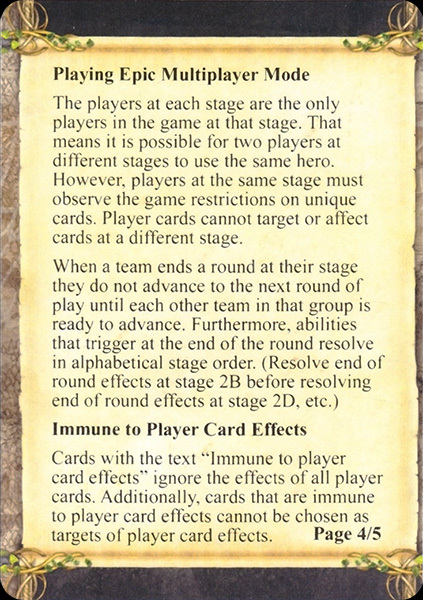 Playing Epic Multiplayer Mode
The players at each stage are the only
players in the game at that stage. That
means it is possible for two players at
different stages to use the same hero.
However, players at the same stage must
observe the game restrictions on unique
cards. Player cards cannot target or affect
cards at a different stage.
When a team ends a round at their stage
they do not advance to the next round of
play until each other team in that group is
ready to advance. Furthermore, abilities
that trigger at the end of the round resolve
in alphabetical stage order. (Resolve end of
round effects at stage 2B before resolving
end of round effects at stage 2D, etc.)
Immune to Player Card Effects
Cards with the text “Immune to player
card effects” ignore the effects of all player
cards. Additionally, cards that are immune
to player card effects cannot be chosen as
targets of player card effects. Page 4/5